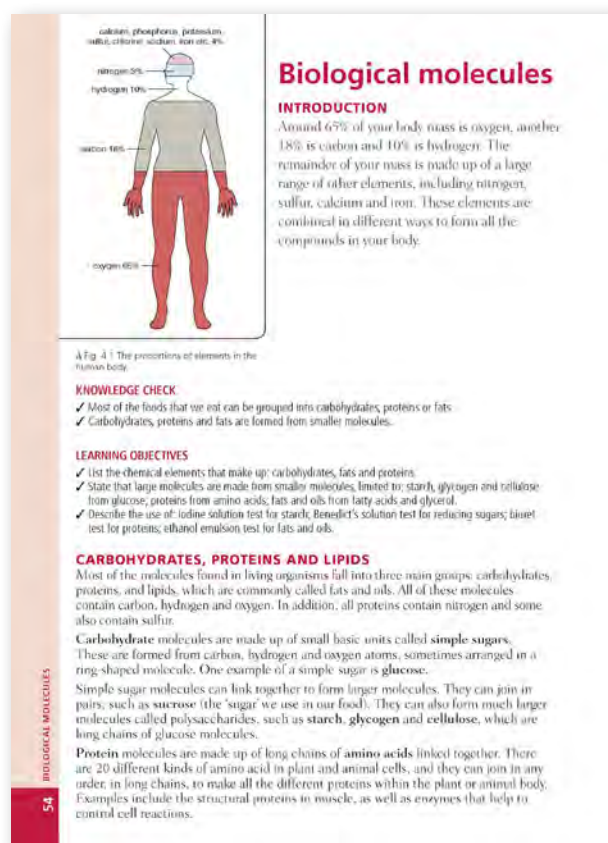 calcium, phosphorus, potassium,
sulfur, chlorine, sodium, iron etc. 4%
nitrogen 3%
hydrogen 10%
carbon 18%
oxygen 65%
Biological molecules
INTRODUCTION
Around 65% of your body mass is oxygen, another
18% is carbon and 10% is hydrogen. The
remainder of your mass is made up of a large
range of other elements, including nitrogen,
sulfur, calcium and iron. These elements are
combined in different ways to form all the
compounds in your body.
Δ Fig. 4.1 The proportions of elements in the
human body.
KNOWLEDGE CHECK
✓ Most of the foods that we eat can be grouped into carbohydrates, proteins or fats.
✓ Carbohydrates, proteins and fats are formed from smaller molecules.
LEARNING OBJECTIVES
✓ List the chemical elements that make up: carbohydrates, fats and proteins.
✓ State that large molecules are made from smaller molecules, limited to: starch, glycogen and cellulose
from glucose; proteins from amino acids; fats and oils from fatty acids and glycerol.
✓ Describe the use of: iodine solution test for starch; Benedict's solution test for reducing sugars; biuret
test for proteins; ethanol emulsion test for fats and oils.
CARBOHYDRATES, PROTEINS AND LIPIDS
Most of the molecules found in living organisms fall into three main groups: carbohydrates,
proteins, and lipids, which are commonly called fats and oils. All of these molecules
contain carbon, hydrogen and oxygen. In addition, all proteins contain nitrogen and some
also contain sulfur.
Carbohydrate molecules are made up of small basic units called simple sugars.
These are formed from carbon, hydrogen and oxygen atoms, sometimes arranged in a
ring-shaped molecule. One example of a simple sugar is glucose.
Simple sugar molecules can link together to form larger molecules. They can join in
pairs, such as sucrose (the 'sugar' we use in our food). They can also form much larger
molecules called polysaccharides, such as starch, glycogen and cellulose, which are
long chains of glucose molecules.
Protein molecules are made up of long chains of amino acids linked together. There
are 20 different kinds of amino acid in plant and animal cells, and they can join in any
order, in long chains, to make all the different proteins within the plant or animal body.
Examples include the structural proteins in muscle, as well as enzymes that help to
control cell reactions.
BIOLOGICAL MOLECULES
54